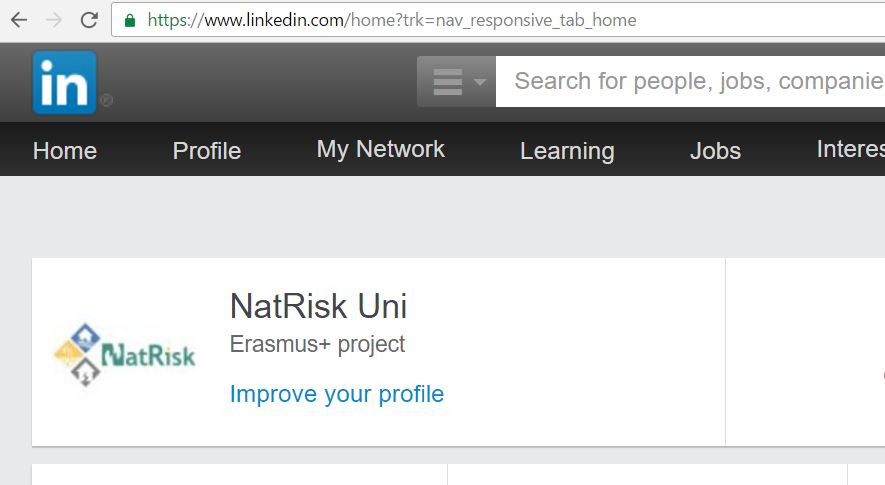 https://www.linkedin.com/home?trk=nav_responsive_tab_home
in
Search for people, jobs, companie
Home Profile My Network Learning Jobs Interes
NatRisk Uni
NatRisk
Erasmus+ project
Improve your profile